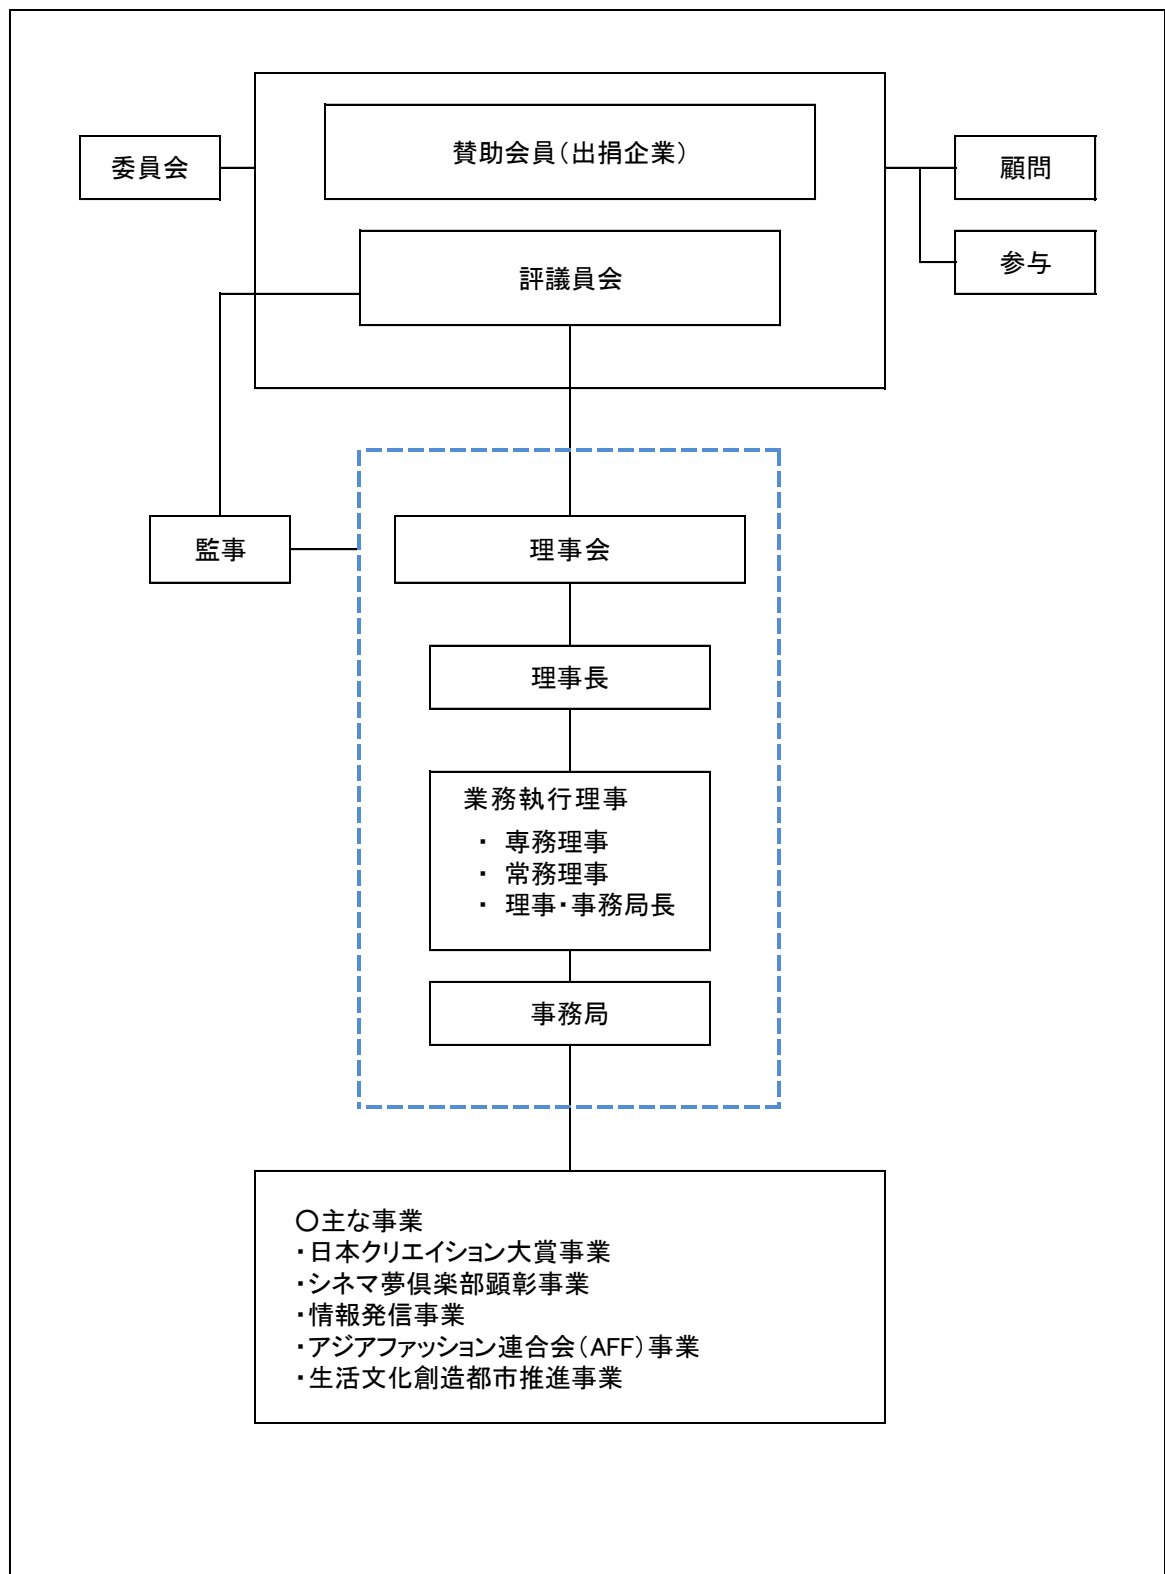 賛助会員（出捐企業）
委員会
顧問
参与
評議員会
監事
理事会
理事長
業務執行理事
・ 専務理事
・ 常務理事
・ 理事・事務局長
事務局
〇主な事業
・日本クリエイション大賞事業
・シネマ夢倶楽部顕彰事業
・情報発信事業
・アジアファッション連合会（AFF）事業
・生活文化創造都市推進事業